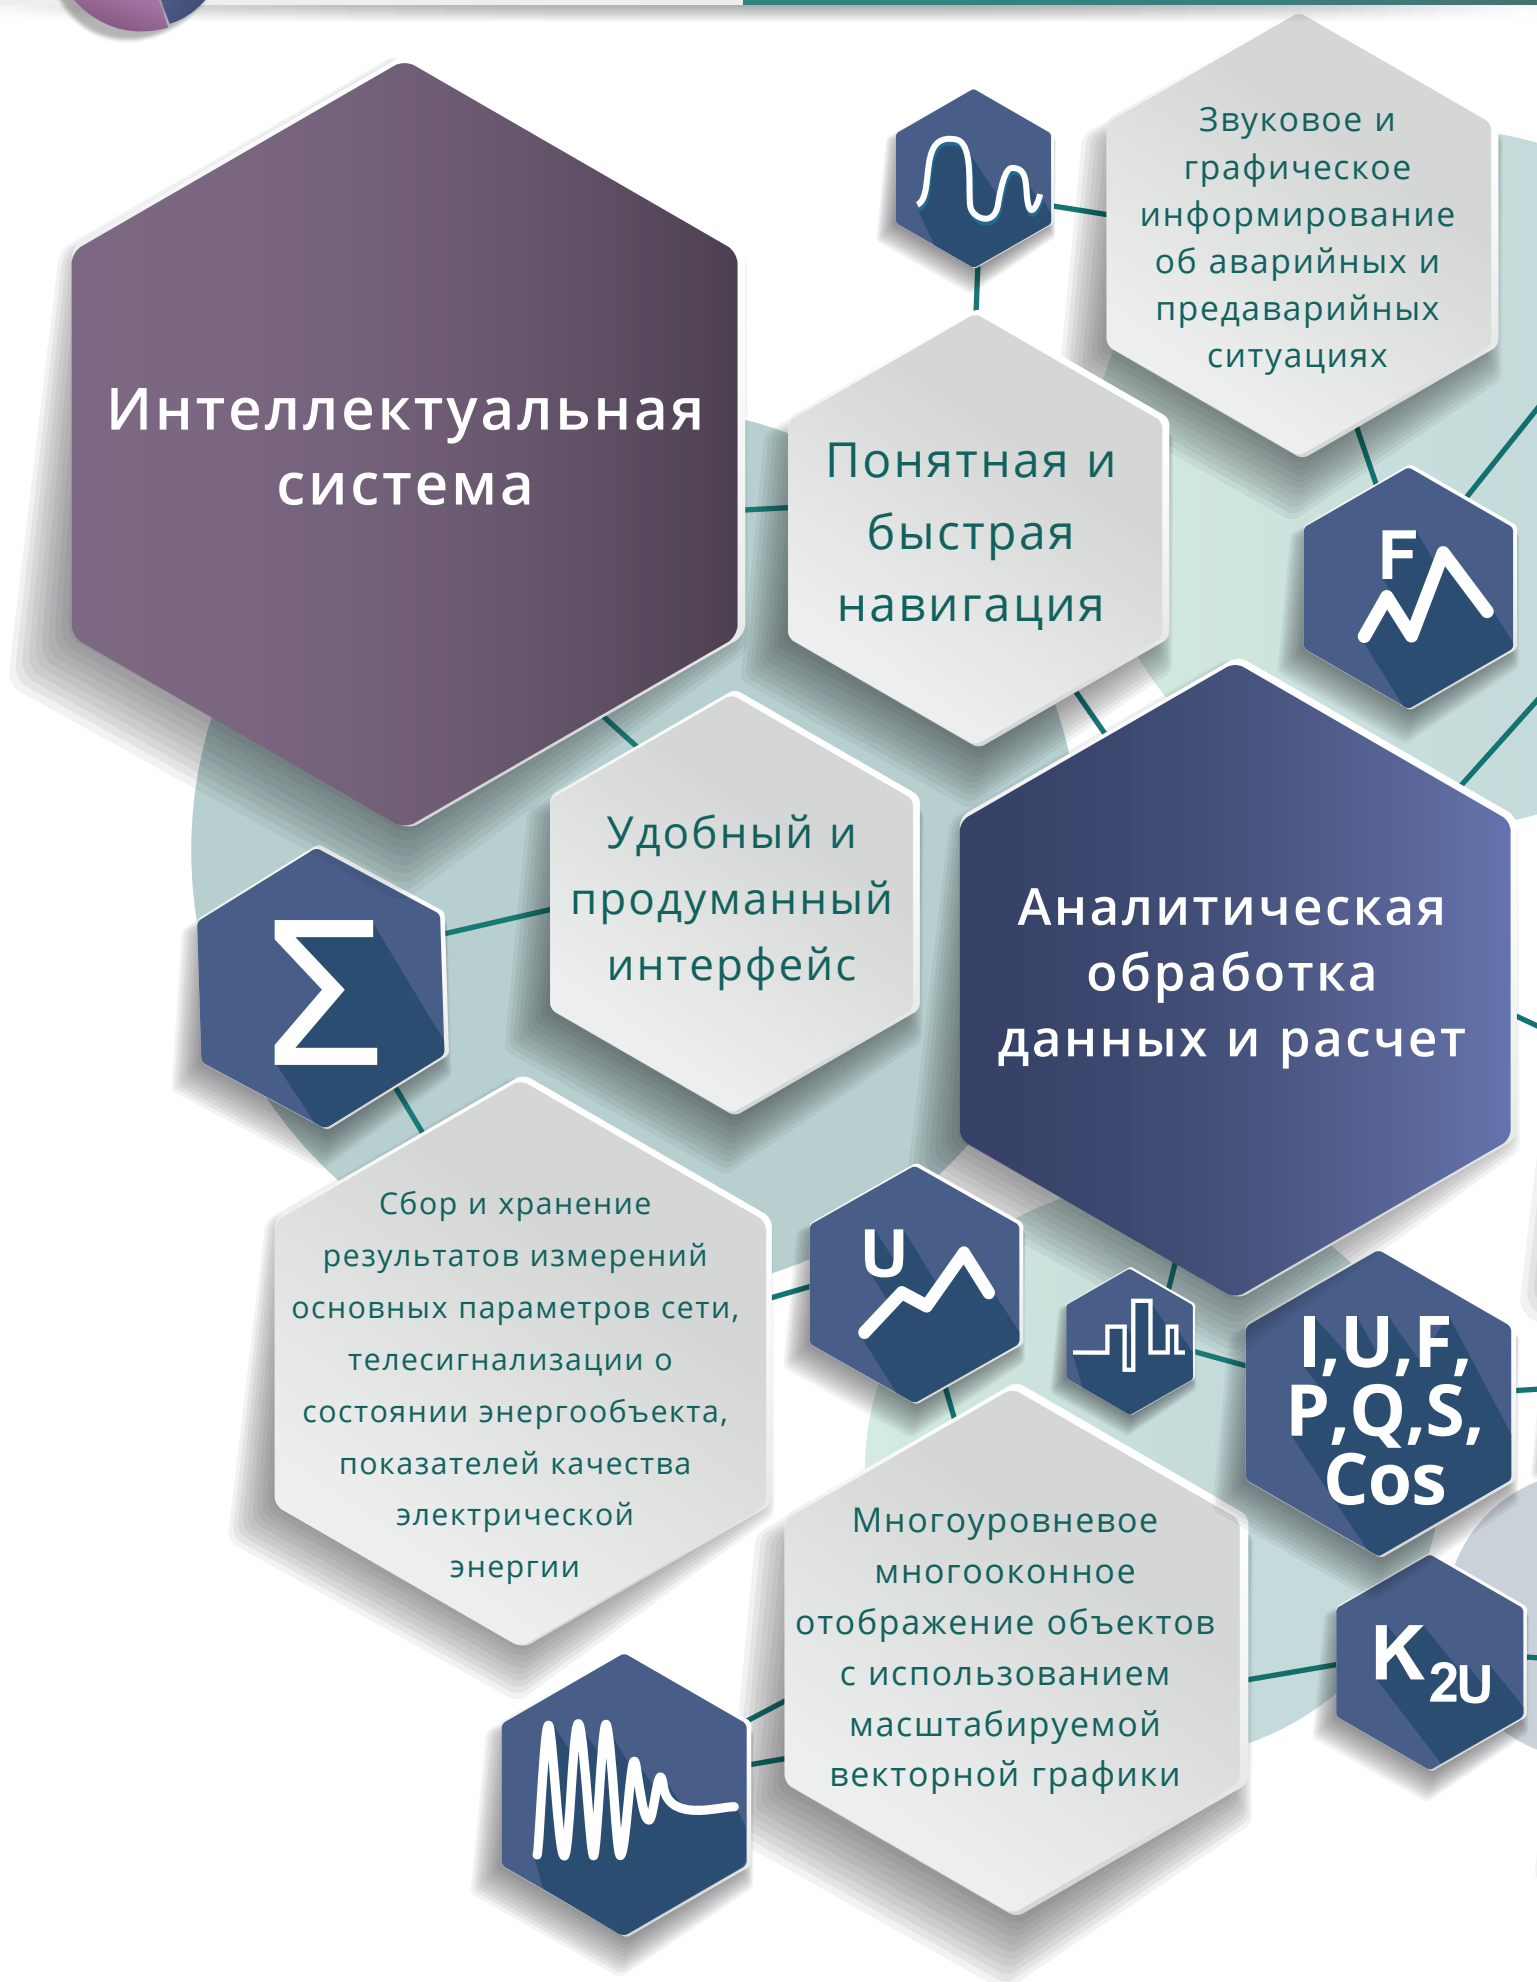 Звуковое и
графическое
информирование
об аварийных и
предаварийных
ситуациях
Интеллектуальная
система
Понятная и
быстрая
навигация
F
Удобный и
продуманный
интерфейс
Аналитическая
обработка
данных и расчет
Σ
Сбор и хранение
результатов измерений
основных параметров сети,
телесигнализации о
состоянии энергообъекта,
показателей качества
электрической
энергии
U
I,U,F,
P,Q,S,
Cos
Многоуровневое
многооконное
отображение объектов
с использованием
масштабируемой
векторной графики
K2U